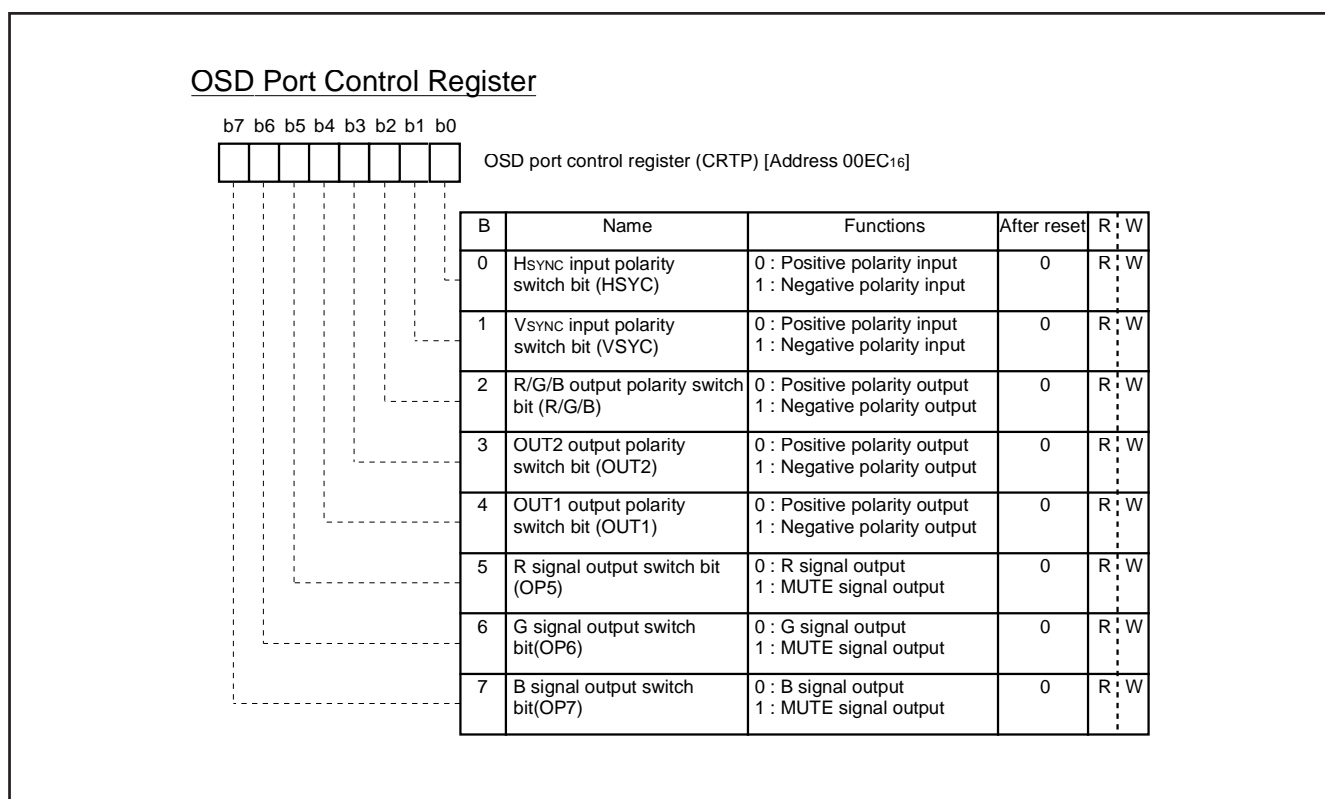 OSD Port Control Register
b7 b6 b5 b4 b3 b2 b1 b0
OSD port control register (CRTP) [Address 00EC16]
B Name Functions After reset R W
0 HSYNC input polarity switch bit (HSYC) 0 : Positive polarity input 1 : Negative polarity input 0 R W
1 VSYNC input polarity switch bit (VSYC) 0 : Positive polarity input 1 : Negative polarity input 0 R W
2 R/G/B output polarity switch bit (R/G/B) 0 : Positive polarity output 1 : Negative polarity output 0 R W
3 OUT2 output polarity switch bit (OUT2) 0 : Positive polarity output 1 : Negative polarity output 0 R W
4 OUT1 output polarity switch bit (OUT1) 0 : Positive polarity output 1 : Negative polarity output 0 R W
5 R signal output switch bit (OP5) 0 : R signal output 1 : MUTE signal output 0 R W
6 G signal output switch bit(OP6) 0 : G signal output 1 : MUTE signal output 0 R W
7 B signal output switch bit(OP7) 0 : B signal output 1 : MUTE signal output 0 R W